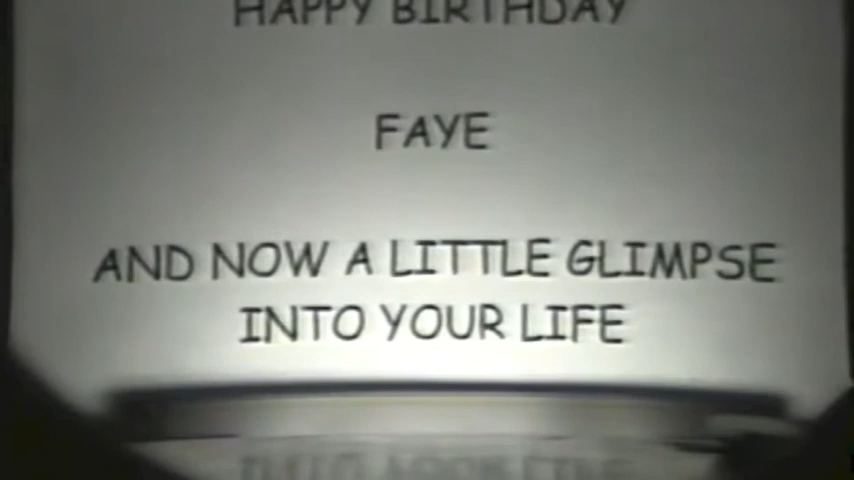 HAPPY BIRTHDAY
FAYE
AND NOW A LITTLE GLIMPSE
INTO YOUR LIFE